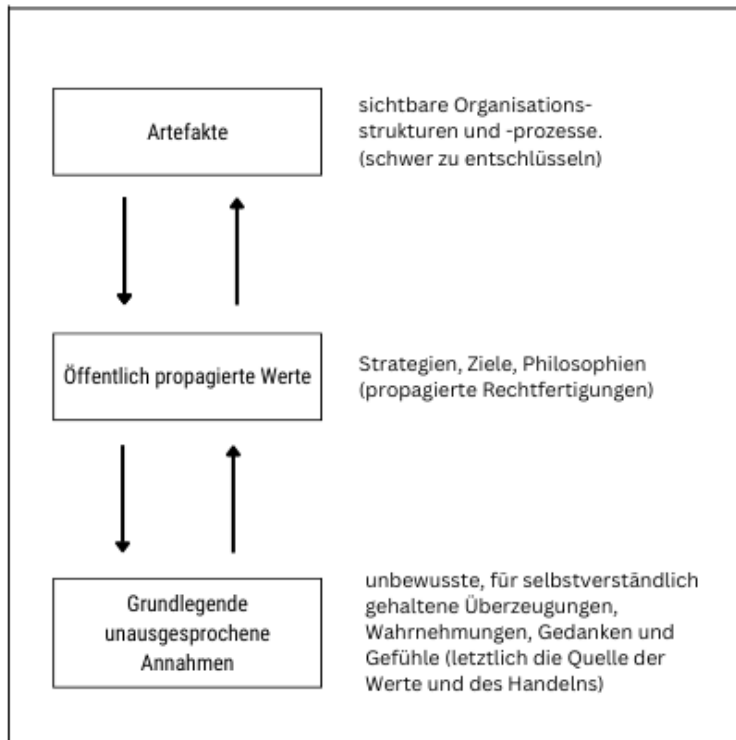 Artefakte
sichtbare Organisations-
strukturen und -prozesse.
(schwer zu entschlüsseln)
Öffentlich propagierte Werte
Strategien, Ziele, Philosophien
(propagierte Rechtfertigungen)
Grundlegende
unausgesprochene
Annahmen
unbewusste, für selbstverständlich
gehaltene Überzeugungen,
Wahrnehmungen, Gedanken und
Gefühle (letztlich die Quelle der
Werte und des Handelns)